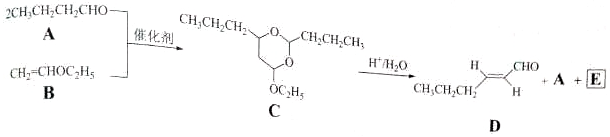 2CH₃CH₂CH₂CHO
A
CH₂=CHOC₂H₅
B
催化剂
CH₃CH₂CH₂
O
CH₂CH₂CH₃
O
OC₂H₅
C
H⁺/H₂O
H
CHO
CH₃CH₂CH₂
H
D
+ A + E